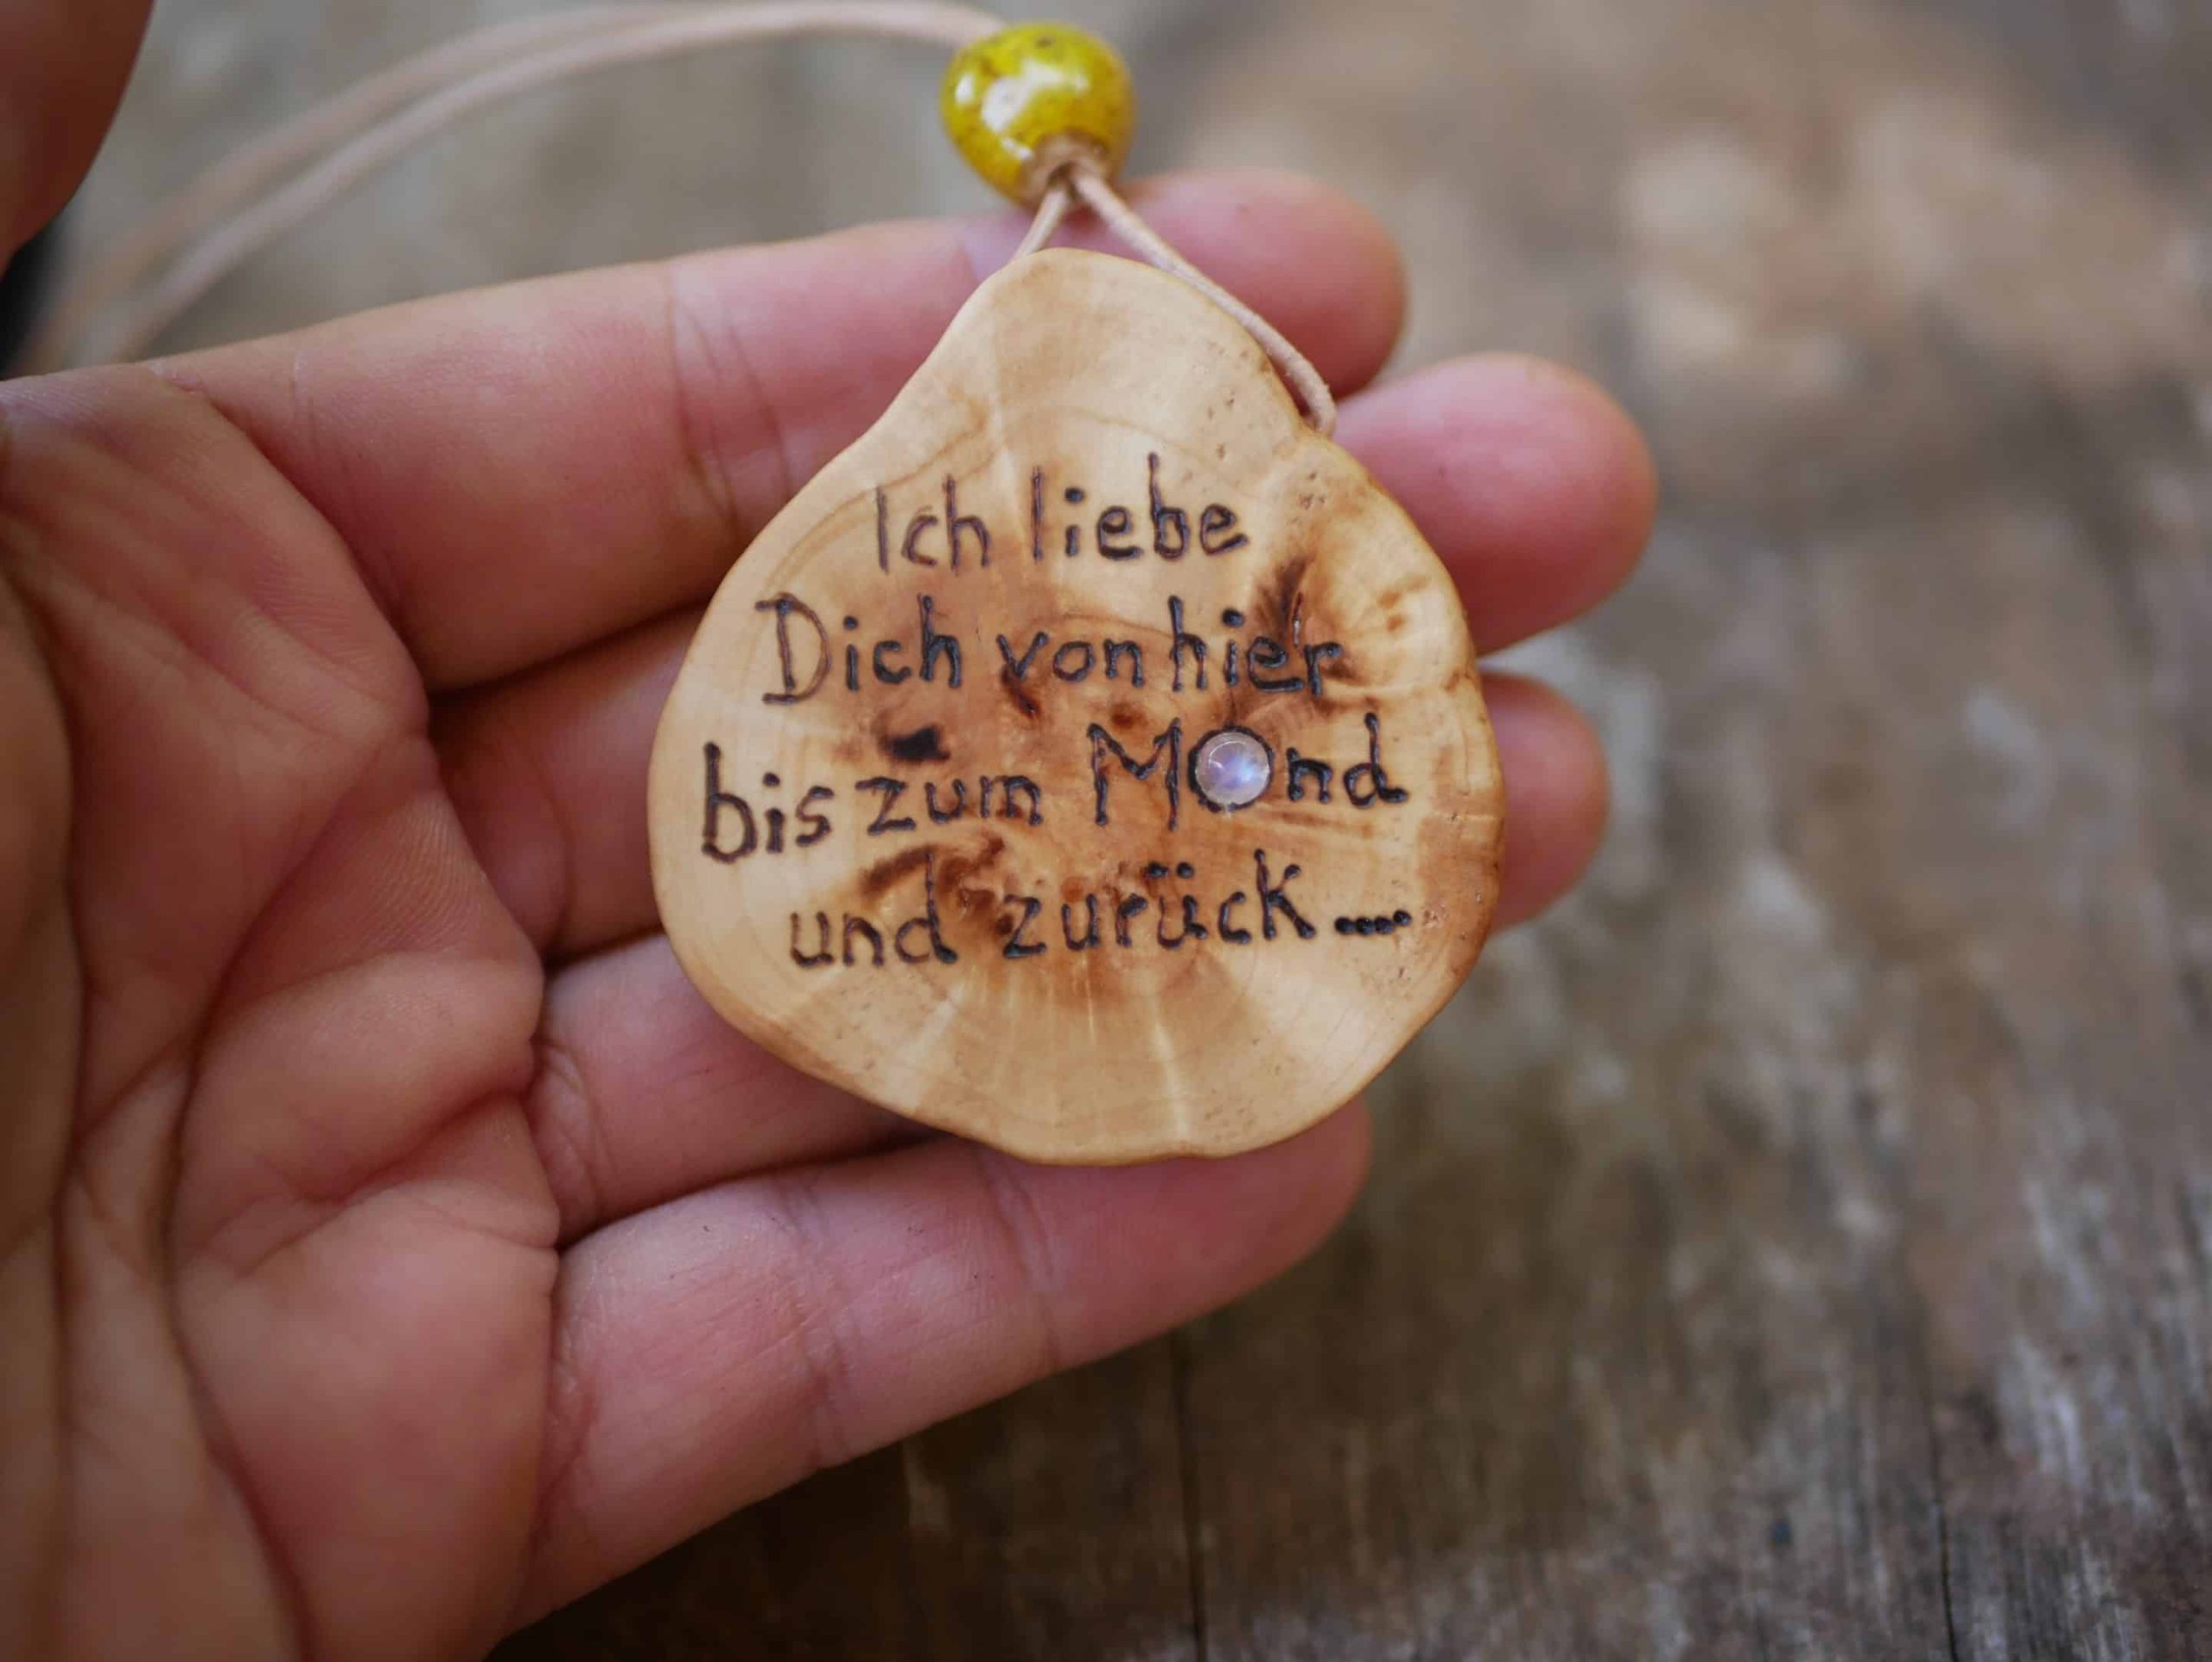 Ich liebe
Dich von hier
bis zum Mond
und zurück....